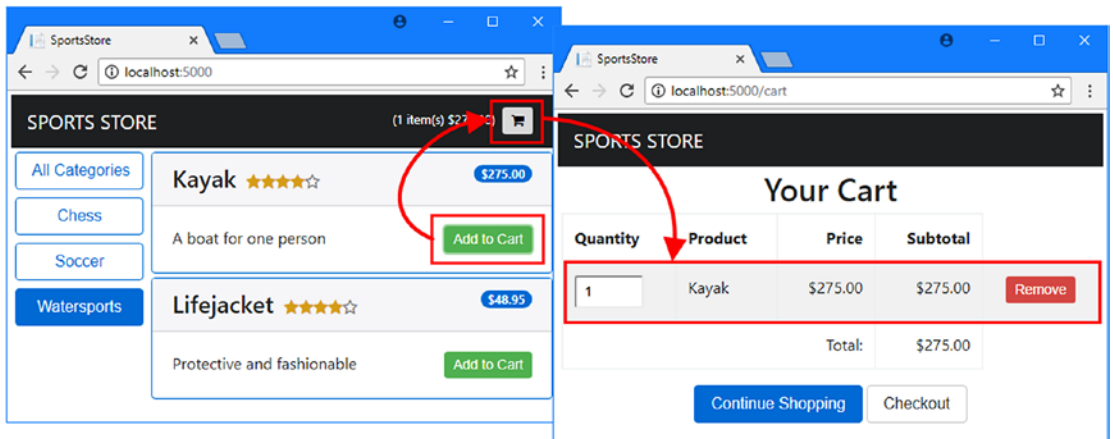 SportsStore
localhost:5000
SPORTS STORE
(1 item(s)
All Categories
Chess
Soccer
Watersports
Kayak
$275.00
A boat for one person
Add to Cart
Lifejacket
$48.95
Protective and fashionable
Add to Cart
SportsStore
localhost:5000/cart
SPORTS STORE
Your Cart
Quantity Product Price Subtotal
1 Kayak $275.00 $275.00 Remove
Total: $275.00
Continue Shopping Checkout